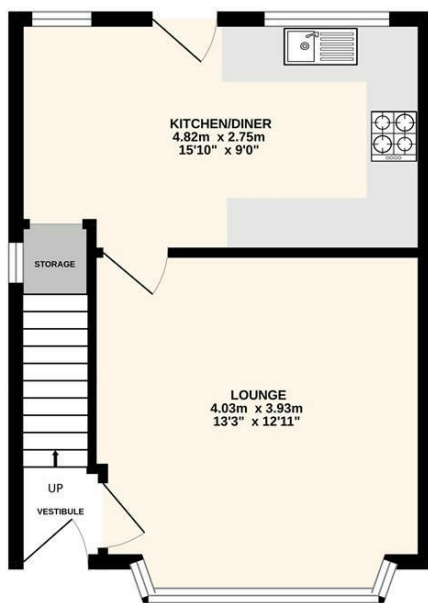 KITCHEN/DINER
4.82m x 2.75m
15'10" x 9'0"
STORAGE
LOUNGE
4.03m x 3.93m
13'3" x 12'11"
UP
VESTIBULE